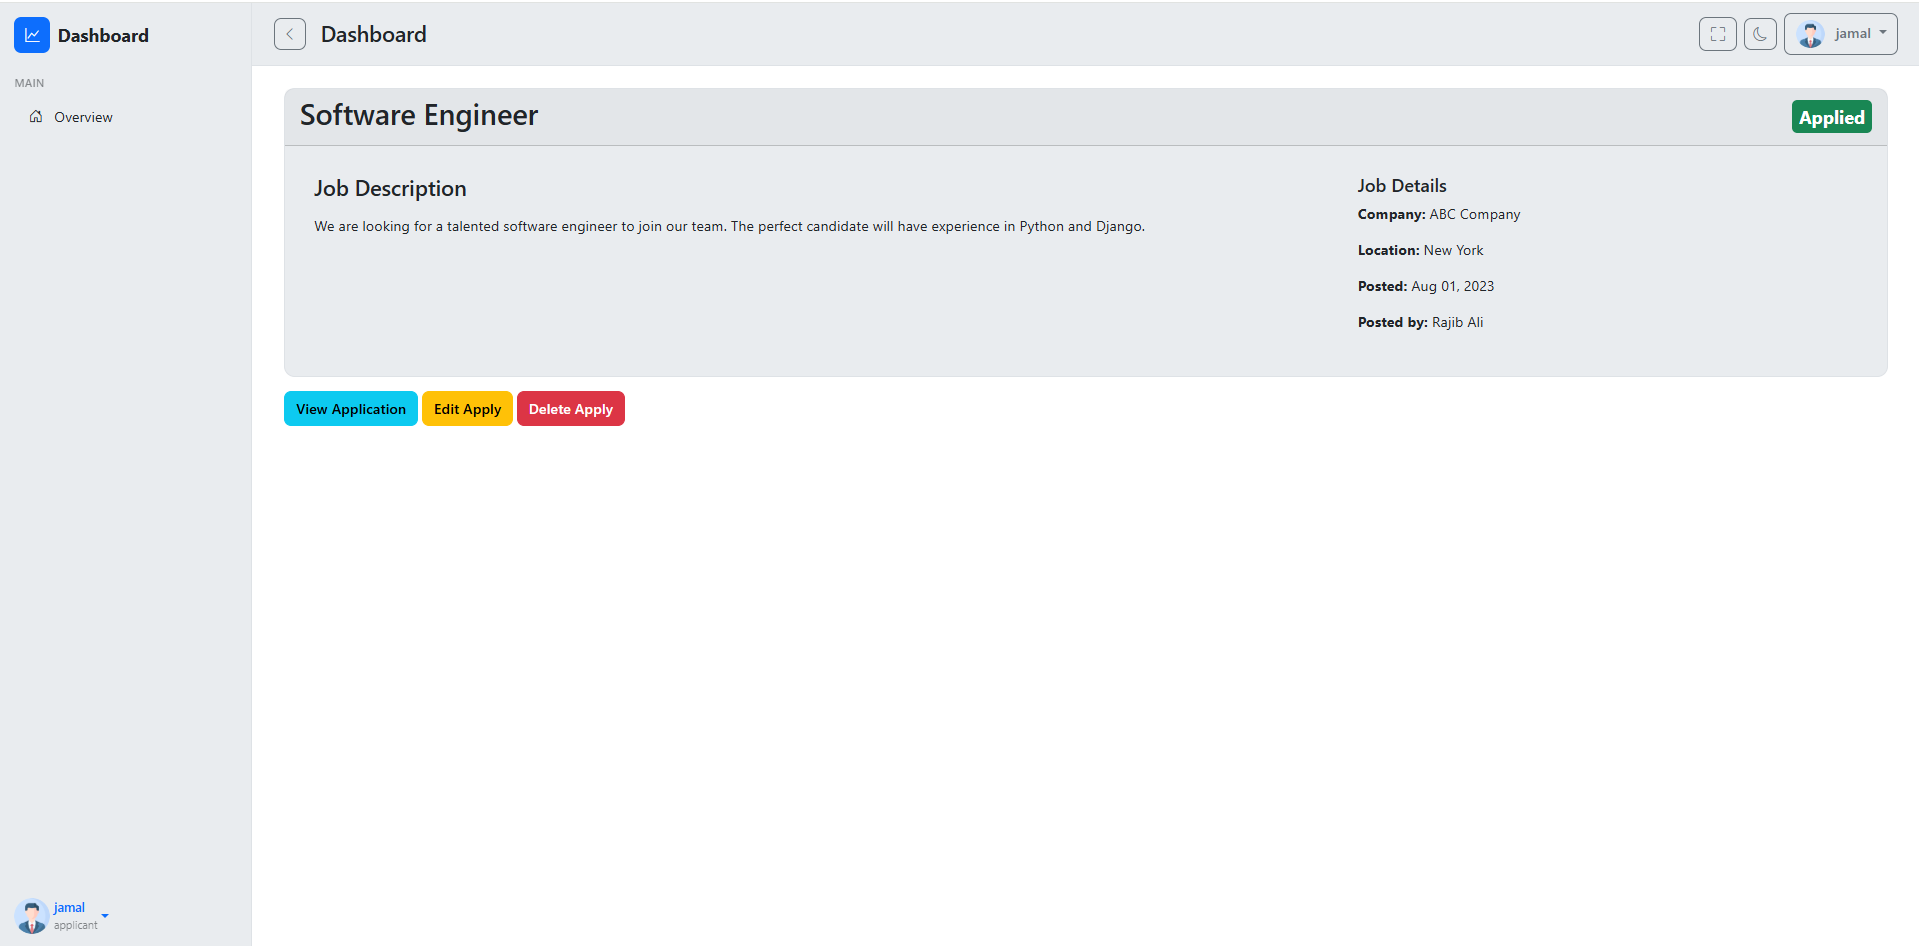 Dashboard
MAIN
Overview
Dashboard
jamal
Software Engineer
Applied
Job Description
We are looking for a talented software engineer to join our team. The perfect candidate will have experience in Python and Django.
Job Details
Company: ABC Company
Location: New York
Posted: Aug 01, 2023
Posted by: Rajib Ali
View Application
Edit Apply
Delete Apply
jamal
applicant